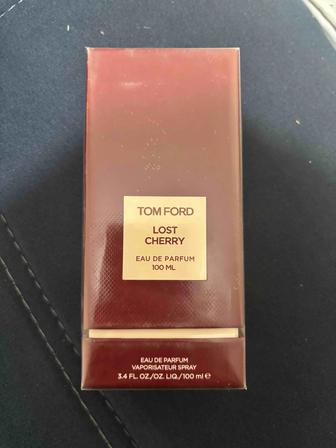 TOM FORD
LOST
CHERRY
EAU DE PARFUM
100 ML
EAU DE PARFUM
VAPORISATEUR SPRAY
3.4 FL. OZ./OZ. LIQ./100 ml ℮